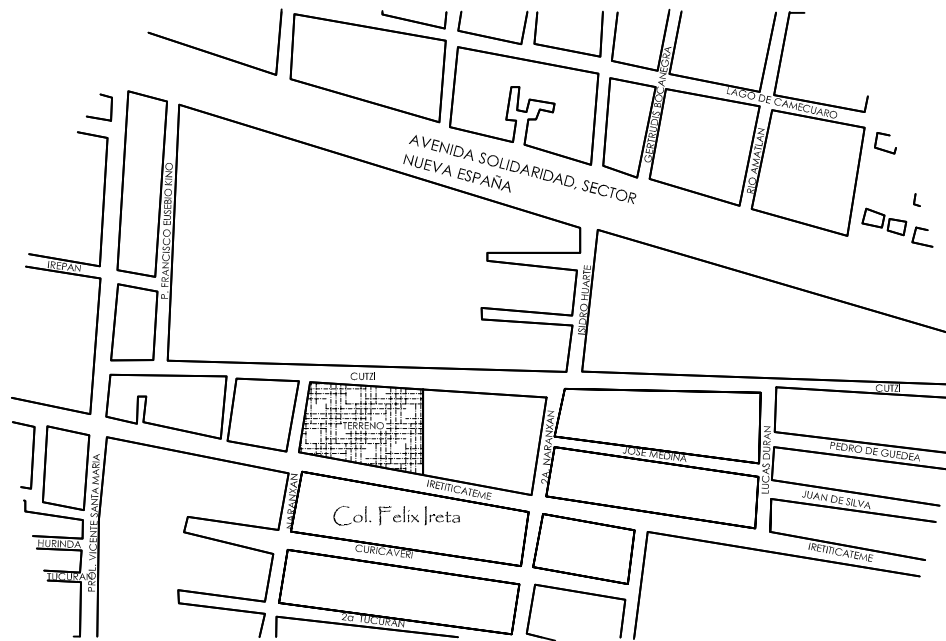 LAGO DE CAMECUARO
GERTRUDIS BOCANEGRA
RIO AMATLAN
AVENIDA SOLIDARIDAD, SECTOR
NUEVA ESPAÑA
P. FRANCISCO EUSEBIO KINO
IREPAN
ISIDRO HUARTE
CUTZÍ
CUTZÍ
TERRENO
2A. NARANXAN
JOSE MEDINA
LUCAS DURAN
PEDRO DE GUEDEA
PROL. VICENTE SANTA MARIA
NARANXAN
IRETITICATEME
JUAN DE SILVA
Col. Felix Ireta
HURINDA
CURICAVERI
IRETITICATEME
TUCURAN
2a TUCURAN